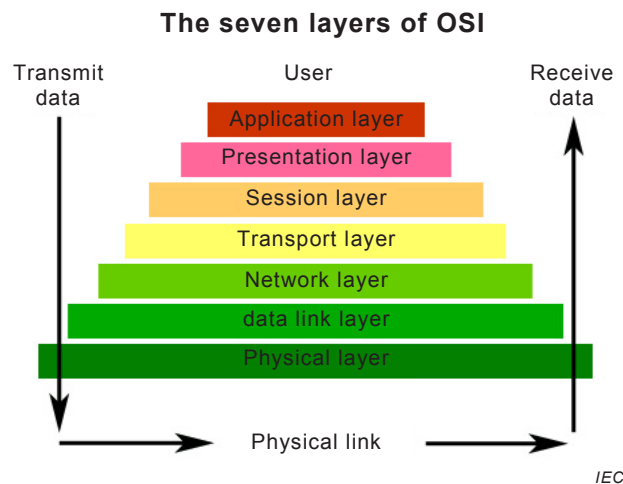 The seven layers of OSI
Transmit data
User
Receive data
Application layer
Presentation layer
Session layer
Transport layer
Network layer
data link layer
Physical layer
Physical link
IEC